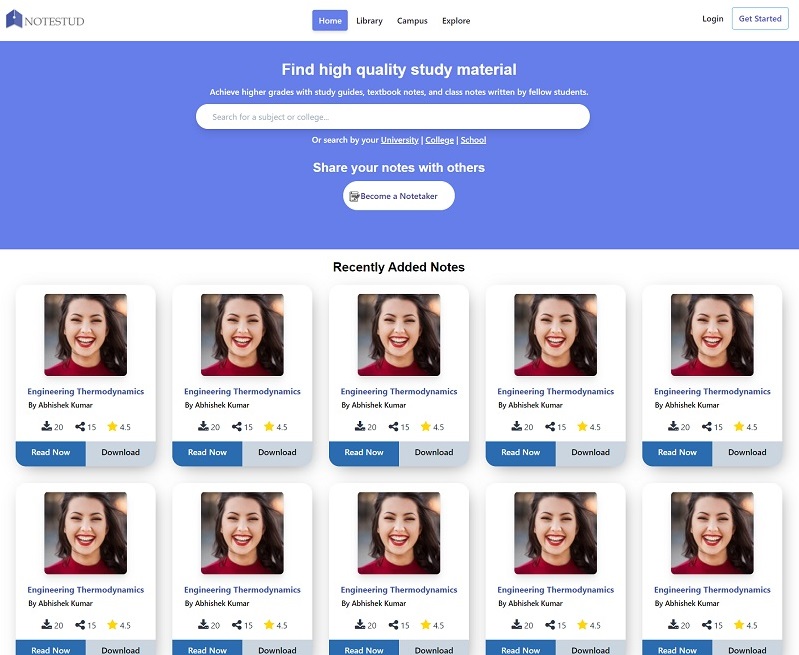 NOTESTUD
Home Library Campus Explore
Login Get Started
Find high quality study material
Achieve higher grades with study guides, textbook notes, and class notes written by fellow students.
Search for a subject or college...
Or search by your University | College | School
Share your notes with others
Become a Notetaker
Recently Added Notes
Engineering Thermodynamics Engineering Thermodynamics Engineering Thermodynamics Engineering Thermodynamics Engineering Thermodynamics
By Abhishek Kumar By Abhishek Kumar By Abhishek Kumar By Abhishek Kumar By Abhishek Kumar
20 15 4.5 20 15 4.5 20 15 4.5 20 15 4.5 20 15 4.5
Read Now Download Read Now Download Read Now Download Read Now Download Read Now Download
Engineering Thermodynamics Engineering Thermodynamics Engineering Thermodynamics Engineering Thermodynamics Engineering Thermodynamics
By Abhishek Kumar By Abhishek Kumar By Abhishek Kumar By Abhishek Kumar By Abhishek Kumar
20 15 4.5 20 15 4.5 20 15 4.5 20 15 4.5 20 15 4.5
Read Now Download Read Now Download Read Now Download Read Now Download Read Now Download